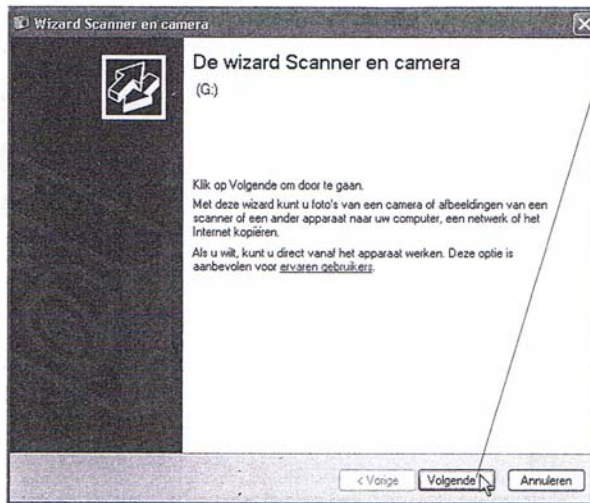 Wizard Scanner en camera
De wizard Scanner en camera
(G:)
Klik op Volgende om door te gaan.
Met deze wizard kunt u foto's van een camera of afbeeldingen van een
scanner of een ander apparaat naar uw computer, een netwerk of het
Internet kopiëren.
Als u wilt, kunt u direct vanaf het apparaat werken. Deze optie is
aanbevolen voor ervaren gebruikers.
< Vorige Volgende Annuleren